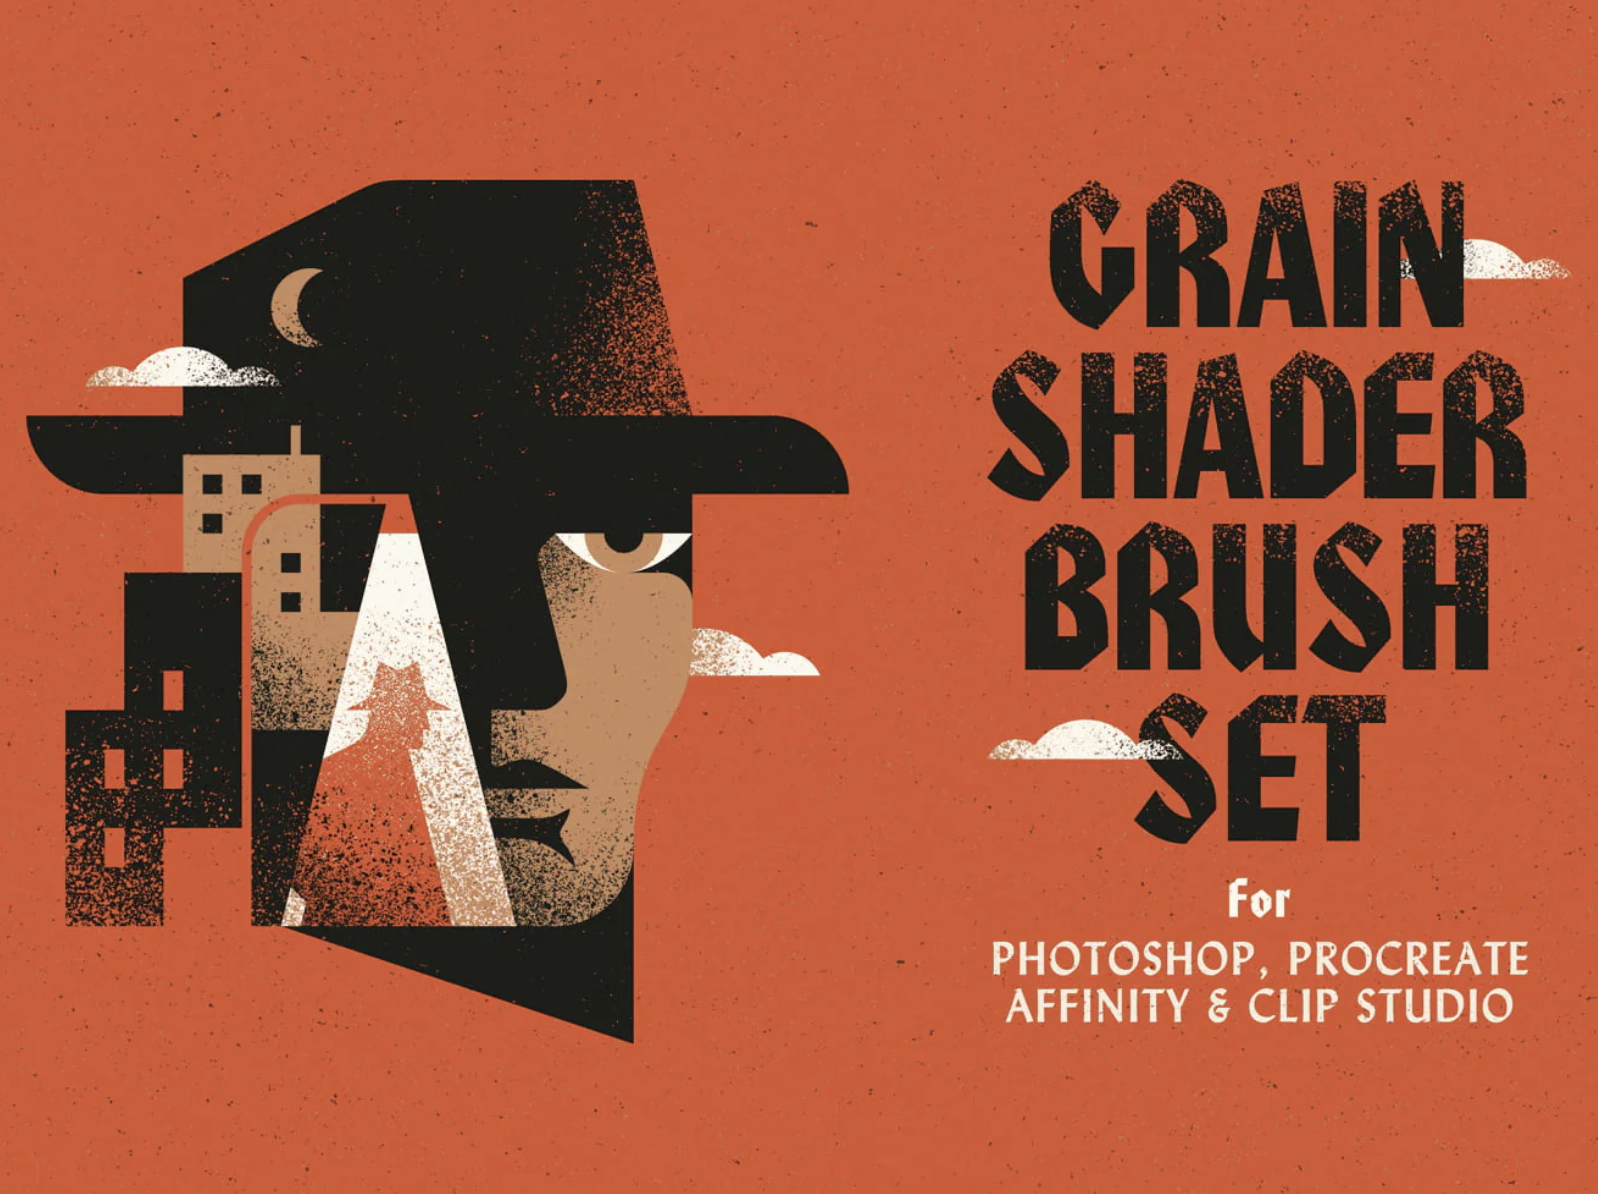 GRAIN
SHADER
BRUSH
SET
For
PHOTOSHOP, PROCREATE
AFFINITY & CLIP STUDIO